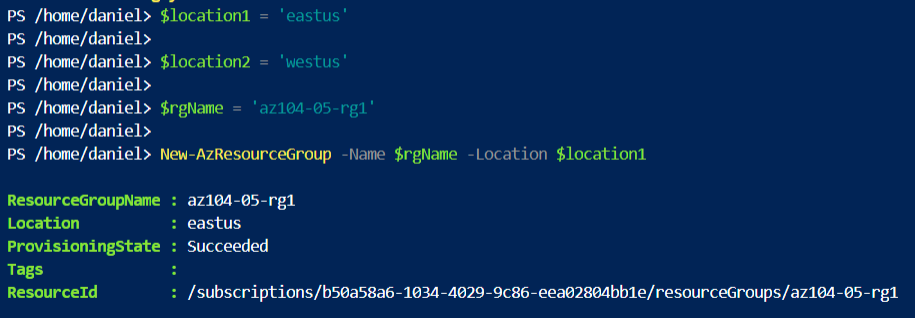 PS /home/daniel> $location1 = 'eastus'
PS /home/daniel>
PS /home/daniel> $location2 = 'westus'
PS /home/daniel>
PS /home/daniel> $rgName = 'az104-05-rg1'
PS /home/daniel>
PS /home/daniel> New-AzResourceGroup -Name $rgName -Location $location1
ResourceGroupName : az104-05-rg1
Location : eastus
ProvisioningState : Succeeded
Tags :
ResourceId : /subscriptions/b50a58a6-1034-4029-9c86-eea02804bb1e/resourceGroups/az104-05-rg1